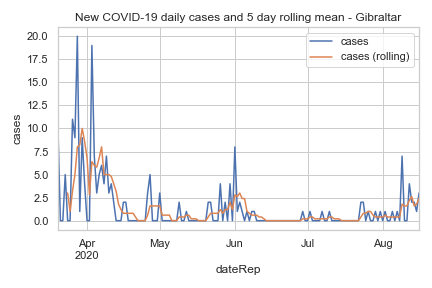 New COVID-19 daily cases and 5 day rolling mean - Gibraltar
cases
cases (rolling)
20.0
17.5
15.0
12.5
10.0
7.5
5.0
2.5
0.0
cases
Apr May Jun Jul Aug
2020
dateRep